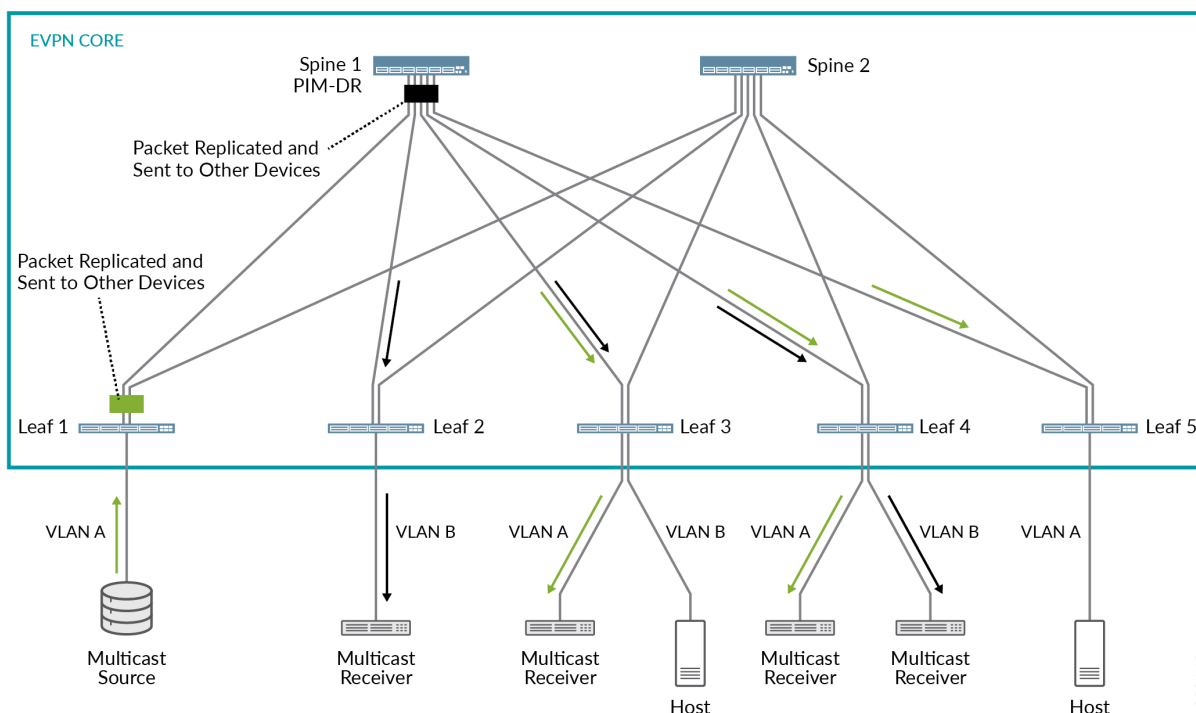 EVPN CORE
Spine 1
PIM-DR
Spine 2
Packet Replicated and
Sent to Other Devices
Packet Replicated and
Sent to Other Devices
Leaf 1
Leaf 2
Leaf 3
Leaf 4
Leaf 5
VLAN A
VLAN B
VLAN A
VLAN B
VLAN A
VLAN B
VLAN A
Multicast
Source
Multicast
Receiver
Multicast
Receiver
Host
Multicast
Receiver
Multicast
Receiver
Host